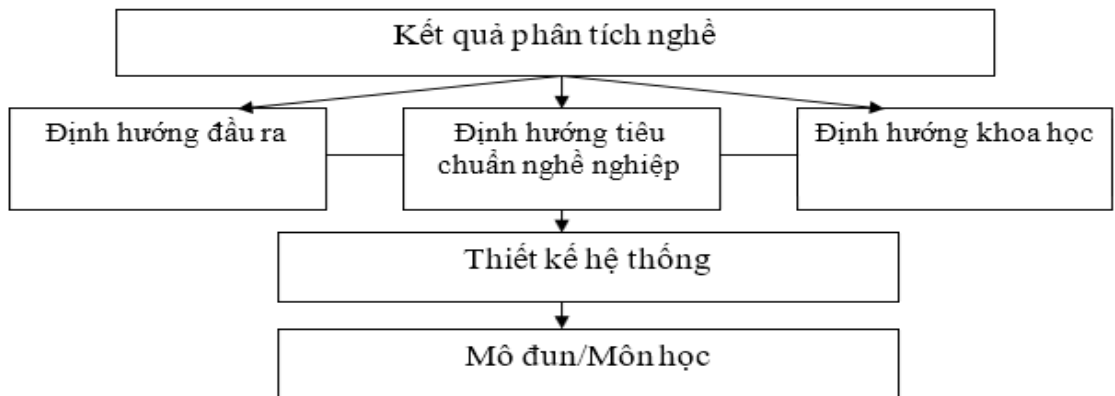 Kết quả phân tích nghề
Định hướng đầu ra
Định hướng tiêu
chuẩn nghề nghiệp
Định hướng khoa học
Thiết kế hệ thống
Mô đun/Môn học